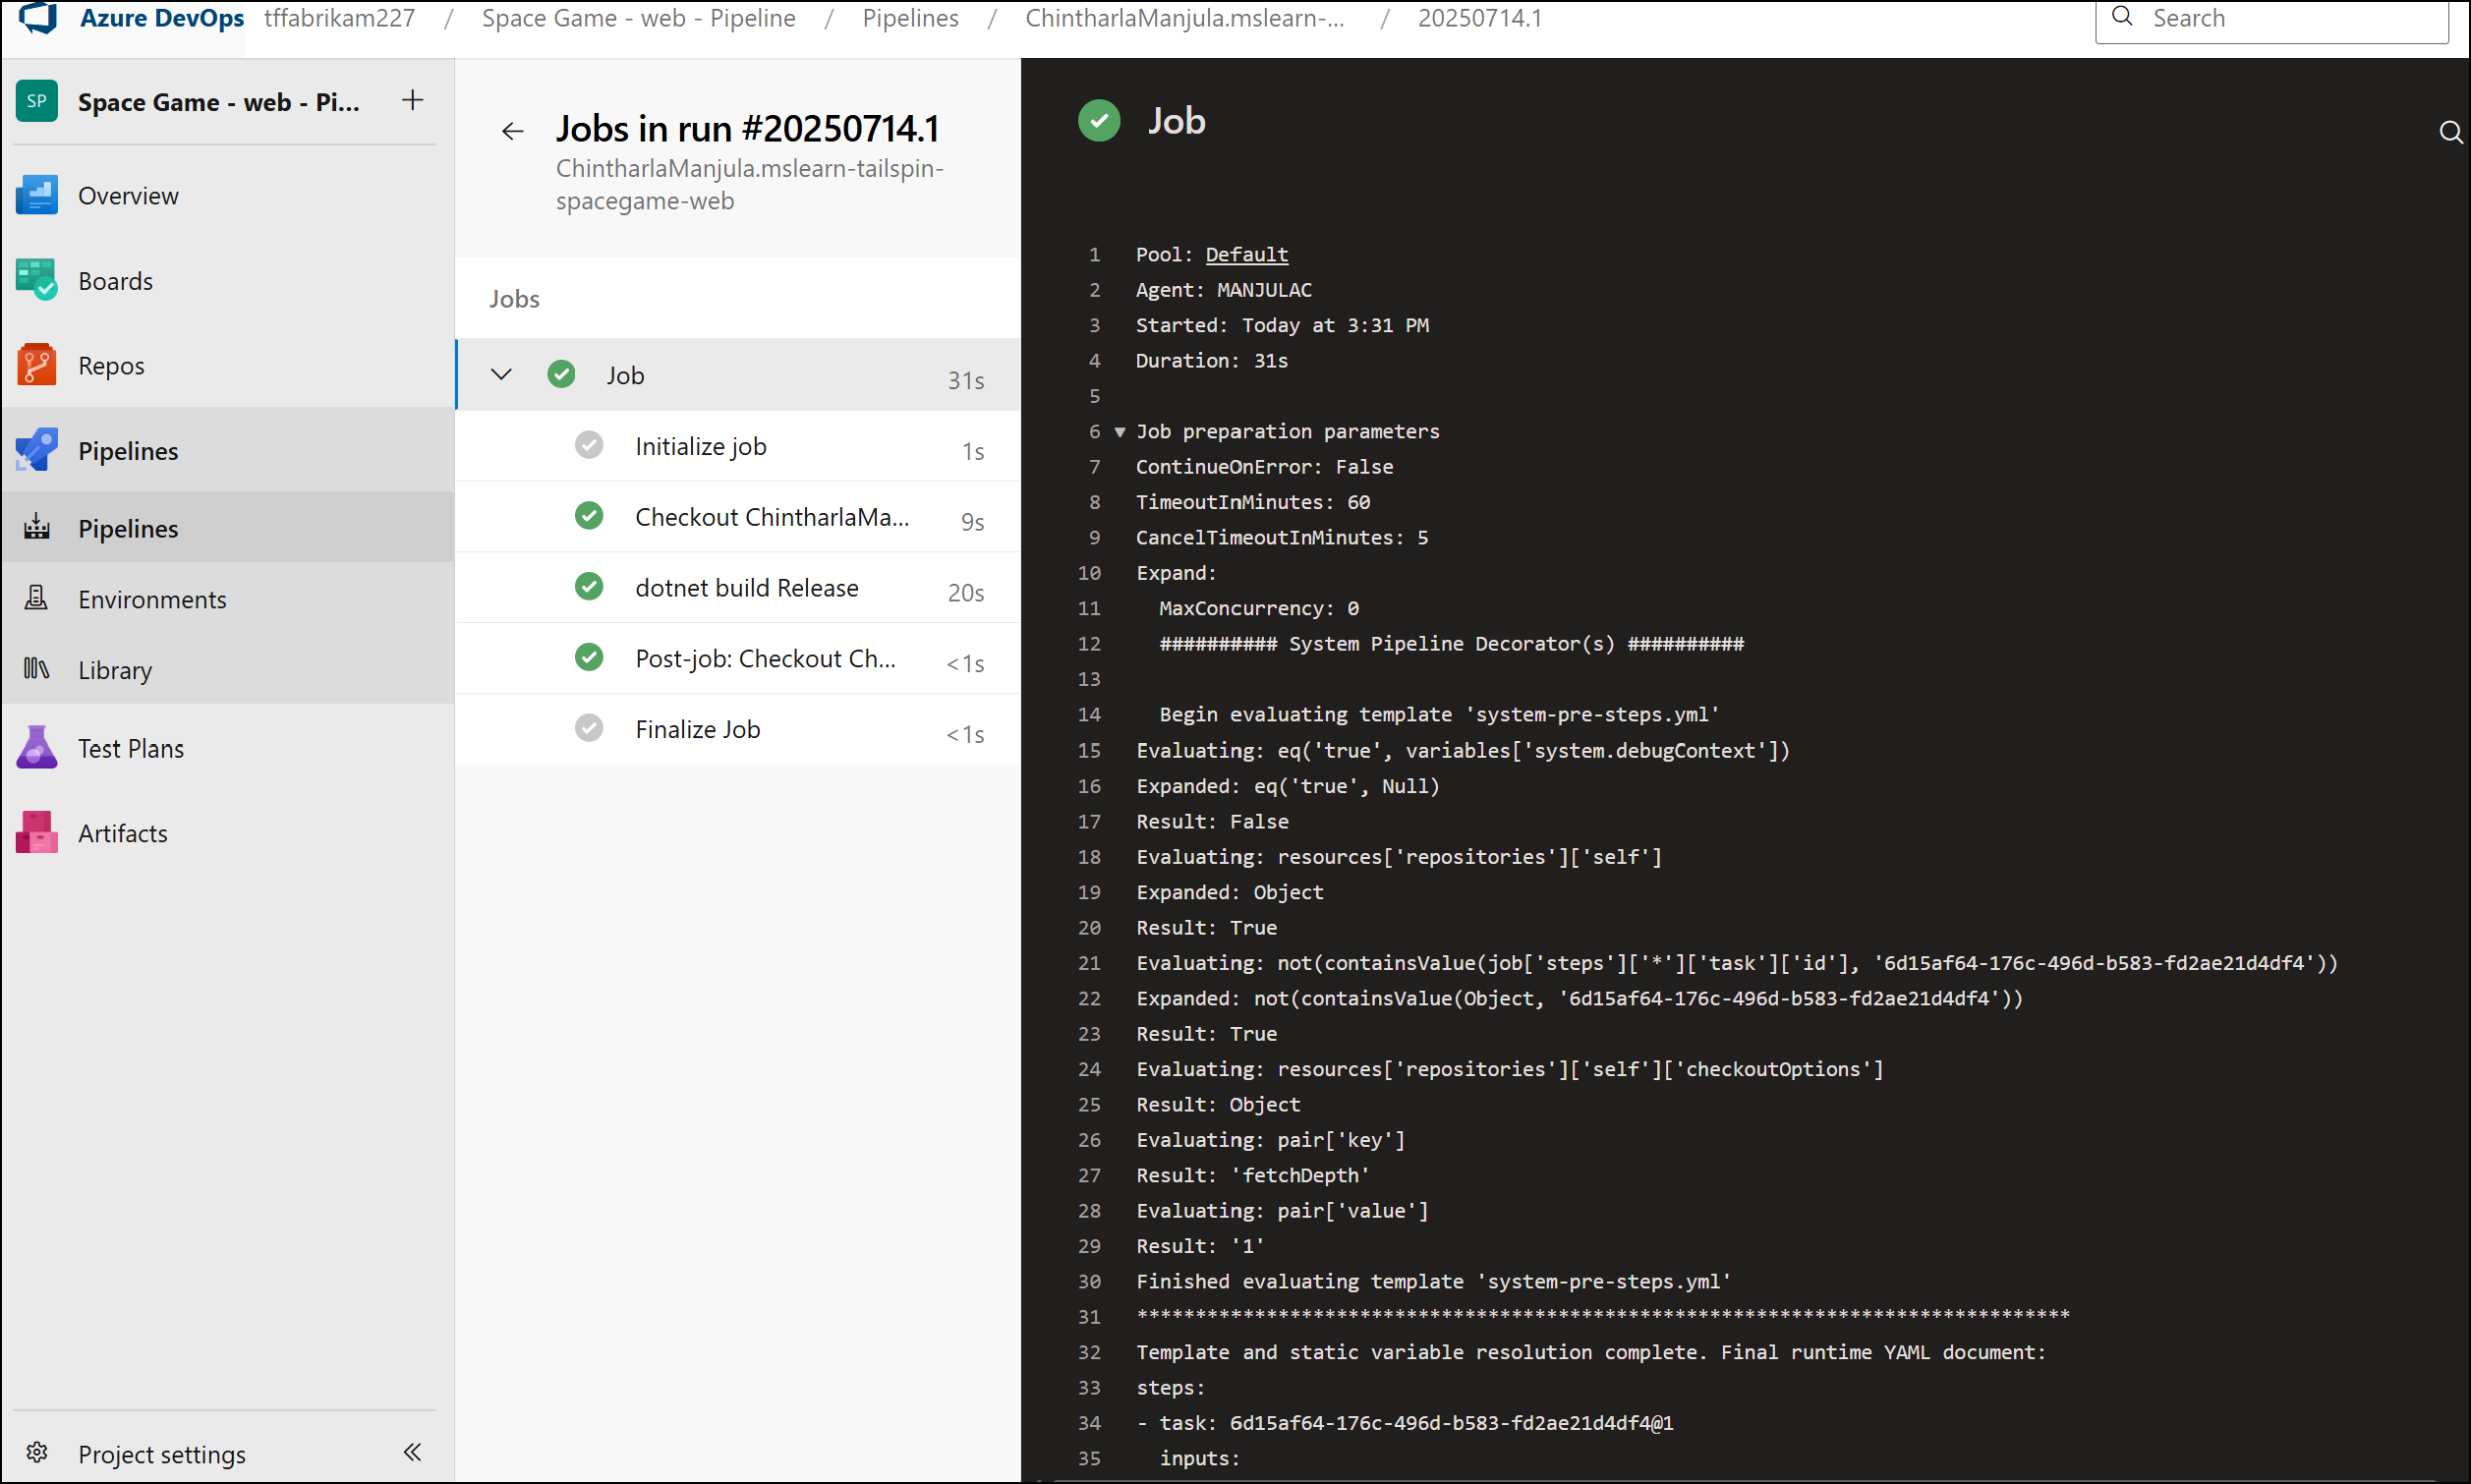 Azure DevOps tffabrikam227 / Space Game - web - Pipeline / Pipelines / ChintharlaManjula.mslearn-... / 20250714.1
Search
SP Space Game - web - Pi... +
Overview
Boards
Repos
Pipelines
Pipelines
Environments
Library
Test Plans
Artifacts
Project settings
Jobs in run #20250714.1
ChintharlaManjula.mslearn-tailspin-
spacegame-web
Jobs
Job 31s
Initialize job 1s
Checkout ChintharlaMa... 9s
dotnet build Release 20s
Post-job: Checkout Ch... <1s
Finalize Job <1s
Job
1 Pool: Default
2 Agent: MANJULAC
3 Started: Today at 3:31 PM
4 Duration: 31s
5
6 Job preparation parameters
7 ContinueOnError: False
8 TimeoutInMinutes: 60
9 CancelTimeoutInMinutes: 5
10 Expand:
11 MaxConcurrency: 0
12 ########## System Pipeline Decorator(s) ##########
13
14 Begin evaluating template 'system-pre-steps.yml'
15 Evaluating: eq('true', variables['system.debugContext'])
16 Expanded: eq('true', Null)
17 Result: False
18 Evaluating: resources['repositories']['self']
19 Expanded: Object
20 Result: True
21 Evaluating: not(containsValue(job['steps']['*']['task']['id'], '6d15af64-176c-496d-b583-fd2ae21d4df4'))
22 Expanded: not(containsValue(Object, '6d15af64-176c-496d-b583-fd2ae21d4df4'))
23 Result: True
24 Evaluating: resources['repositories']['self']['checkoutOptions']
25 Result: Object
26 Evaluating: pair['key']
27 Result: 'fetchDepth'
28 Evaluating: pair['value']
29 Result: '1'
30 Finished evaluating template 'system-pre-steps.yml'
31 ********************************************************************************
32 Template and static variable resolution complete. Final runtime YAML document:
33 steps:
34 - task: 6d15af64-176c-496d-b583-fd2ae21d4df4@1
35 inputs: